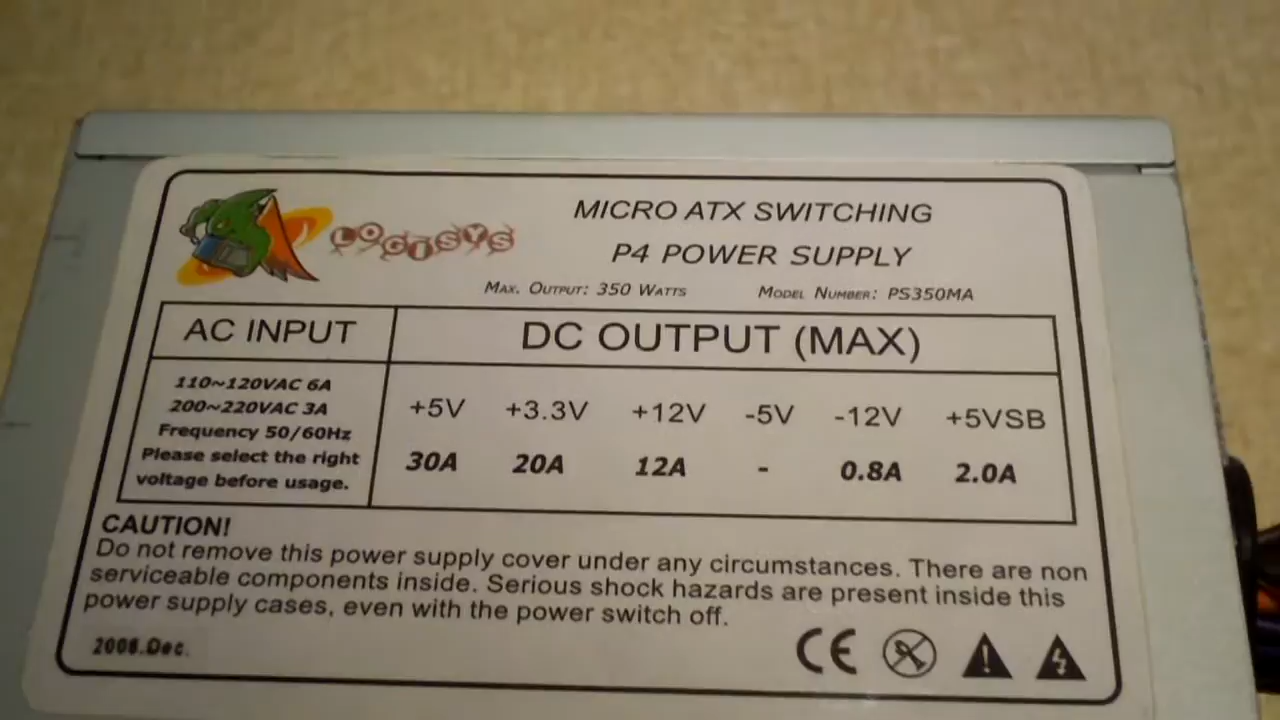 LOGISYS
MICRO ATX SWITCHING
P4 POWER SUPPLY
MAX. OUTPUT: 350 WATTS MODEL NUMBER: PS350MA
AC INPUT
DC OUTPUT (MAX)
110~120VAC 6A
200~220VAC 3A
Frequency 50/60Hz
Please select the right
voltage before usage.
+5V +3.3V +12V -5V -12V +5VSB
30A 20A 12A - 0.8A 2.0A
CAUTION!
Do not remove this power supply cover under any circumstances. There are non
serviceable components inside. Serious shock hazards are present inside this
power supply cases, even with the power switch off.
2006.Dec.
CE